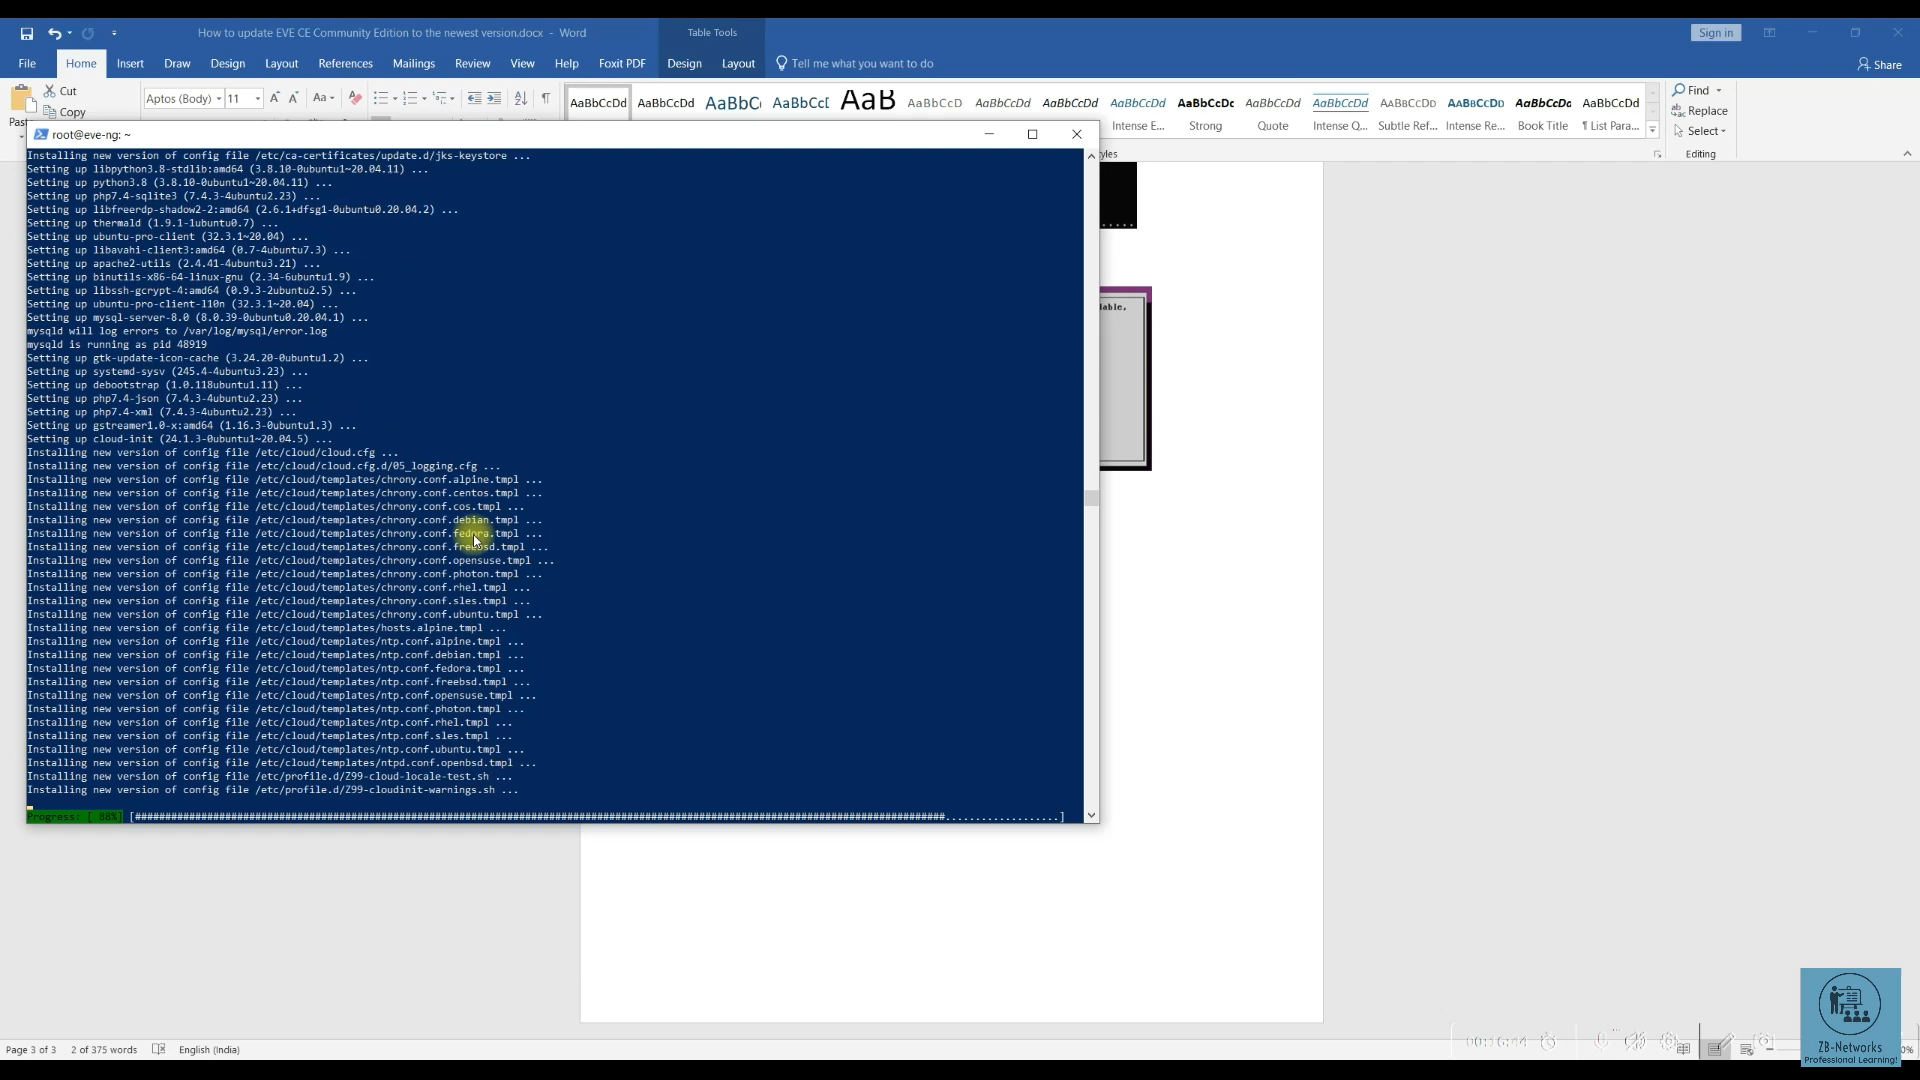 How to update EVE CE Community Edition to the newest version.docx - Word
Table Tools
Sign in
File Home Insert Draw Design Layout References Mailings Review View Help Foxit PDF Design Layout Tell me what you want to do
Share
Cut
Copy
Aptos (Body) 11
Aa
AaBbCcDd AaBbCcDd AaBbC AaBbCcD AaB AaBbCcD AaBbCcDd AaBbCcDd AaBbCcDd AaBbCcDc AaBbCcDd AaBbCcDd AaBbCcDd AaBbCcDd AaBbCcDd AaBbCcDd
Intense E... Strong Quote Intense Q... Subtle Ref... Intense Re... Book Title ¶ List Para...
Find
Replace
Select
Editing
root@eve-ng: ~
Installing new version of config file /etc/ca-certificates/update.d/jks-keystore ...
Setting up libpython3.8-stdlib:amd64 (3.8.10-0ubuntu1~20.04.11) ...
Setting up python3.8 (3.8.10-0ubuntu1~20.04.11) ...
Setting up php7.4-sqlite3 (7.4.3-4ubuntu2.23) ...
Setting up libfreerdp-shadow2-2:amd64 (2.6.1+dfsg1-0ubuntu0.20.04.2) ...
Setting up thermald (1.9.1-1ubuntu0.7) ...
Setting up ubuntu-pro-client (32.3.1~20.04) ...
Setting up libavahi-client3:amd64 (0.7-4ubuntu7.3) ...
Setting up apache2-utils (2.4.41-4ubuntu3.21) ...
Setting up binutils-x86-64-linux-gnu (2.34-6ubuntu1.9) ...
Setting up libssh-gcrypt-4:amd64 (0.9.3-2ubuntu2.5) ...
Setting up ubuntu-pro-client-l10n (32.3.1~20.04) ...
Setting up mysql-server-8.0 (8.0.39-0ubuntu0.20.04.1) ...
mysqld will log errors to /var/log/mysql/error.log
mysqld is running as pid 48919
Setting up gtk-update-icon-cache (3.24.20-0ubuntu1.2) ...
Setting up systemd-sysv (245.4-4ubuntu3.23) ...
Setting up debootstrap (1.0.118ubuntu1.11) ...
Setting up php7.4-json (7.4.3-4ubuntu2.23) ...
Setting up php7.4-xml (7.4.3-4ubuntu2.23) ...
Setting up gstreamer1.0-x:amd64 (1.16.3-0ubuntu1.3) ...
Setting up cloud-init (24.1.3-0ubuntu1~20.04.5) ...
Installing new version of config file /etc/cloud/cloud.cfg ...
Installing new version of config file /etc/cloud/cloud.cfg.d/05_logging.cfg ...
Installing new version of config file /etc/cloud/templates/chrony.conf.alpine.tmpl ...
Installing new version of config file /etc/cloud/templates/chrony.conf.centos.tmpl ...
Installing new version of config file /etc/cloud/templates/chrony.conf.cos.tmpl ...
Installing new version of config file /etc/cloud/templates/chrony.conf.debian.tmpl ...
Installing new version of config file /etc/cloud/templates/chrony.conf.fedora.tmpl ...
Installing new version of config file /etc/cloud/templates/chrony.conf.freebsd.tmpl ...
Installing new version of config file /etc/cloud/templates/chrony.conf.opensuse.tmpl ...
Installing new version of config file /etc/cloud/templates/chrony.conf.photon.tmpl ...
Installing new version of config file /etc/cloud/templates/chrony.conf.rhel.tmpl ...
Installing new version of config file /etc/cloud/templates/chrony.conf.sles.tmpl ...
Installing new version of config file /etc/cloud/templates/chrony.conf.ubuntu.tmpl ...
Installing new version of config file /etc/cloud/templates/hosts.alpine.tmpl ...
Installing new version of config file /etc/cloud/templates/ntp.conf.alpine.tmpl ...
Installing new version of config file /etc/cloud/templates/ntp.conf.debian.tmpl ...
Installing new version of config file /etc/cloud/templates/ntp.conf.fedora.tmpl ...
Installing new version of config file /etc/cloud/templates/ntp.conf.freebsd.tmpl ...
Installing new version of config file /etc/cloud/templates/ntp.conf.opensuse.tmpl ...
Installing new version of config file /etc/cloud/templates/ntp.conf.photon.tmpl ...
Installing new version of config file /etc/cloud/templates/ntp.conf.rhel.tmpl ...
Installing new version of config file /etc/cloud/templates/ntp.conf.sles.tmpl ...
Installing new version of config file /etc/cloud/templates/ntp.conf.ubuntu.tmpl ...
Installing new version of config file /etc/cloud/templates/ntpd.conf.openbsd.tmpl ...
Installing new version of config file /etc/profile.d/Z99-cloud-locale-test.sh ...
Installing new version of config file /etc/profile.d/Z99-cloudinit-warnings.sh ...
Progress: [ 88%]
Page 3 of 3 2 of 375 words English (India)
00:16:44
ZB-Networks
Professional Learning!